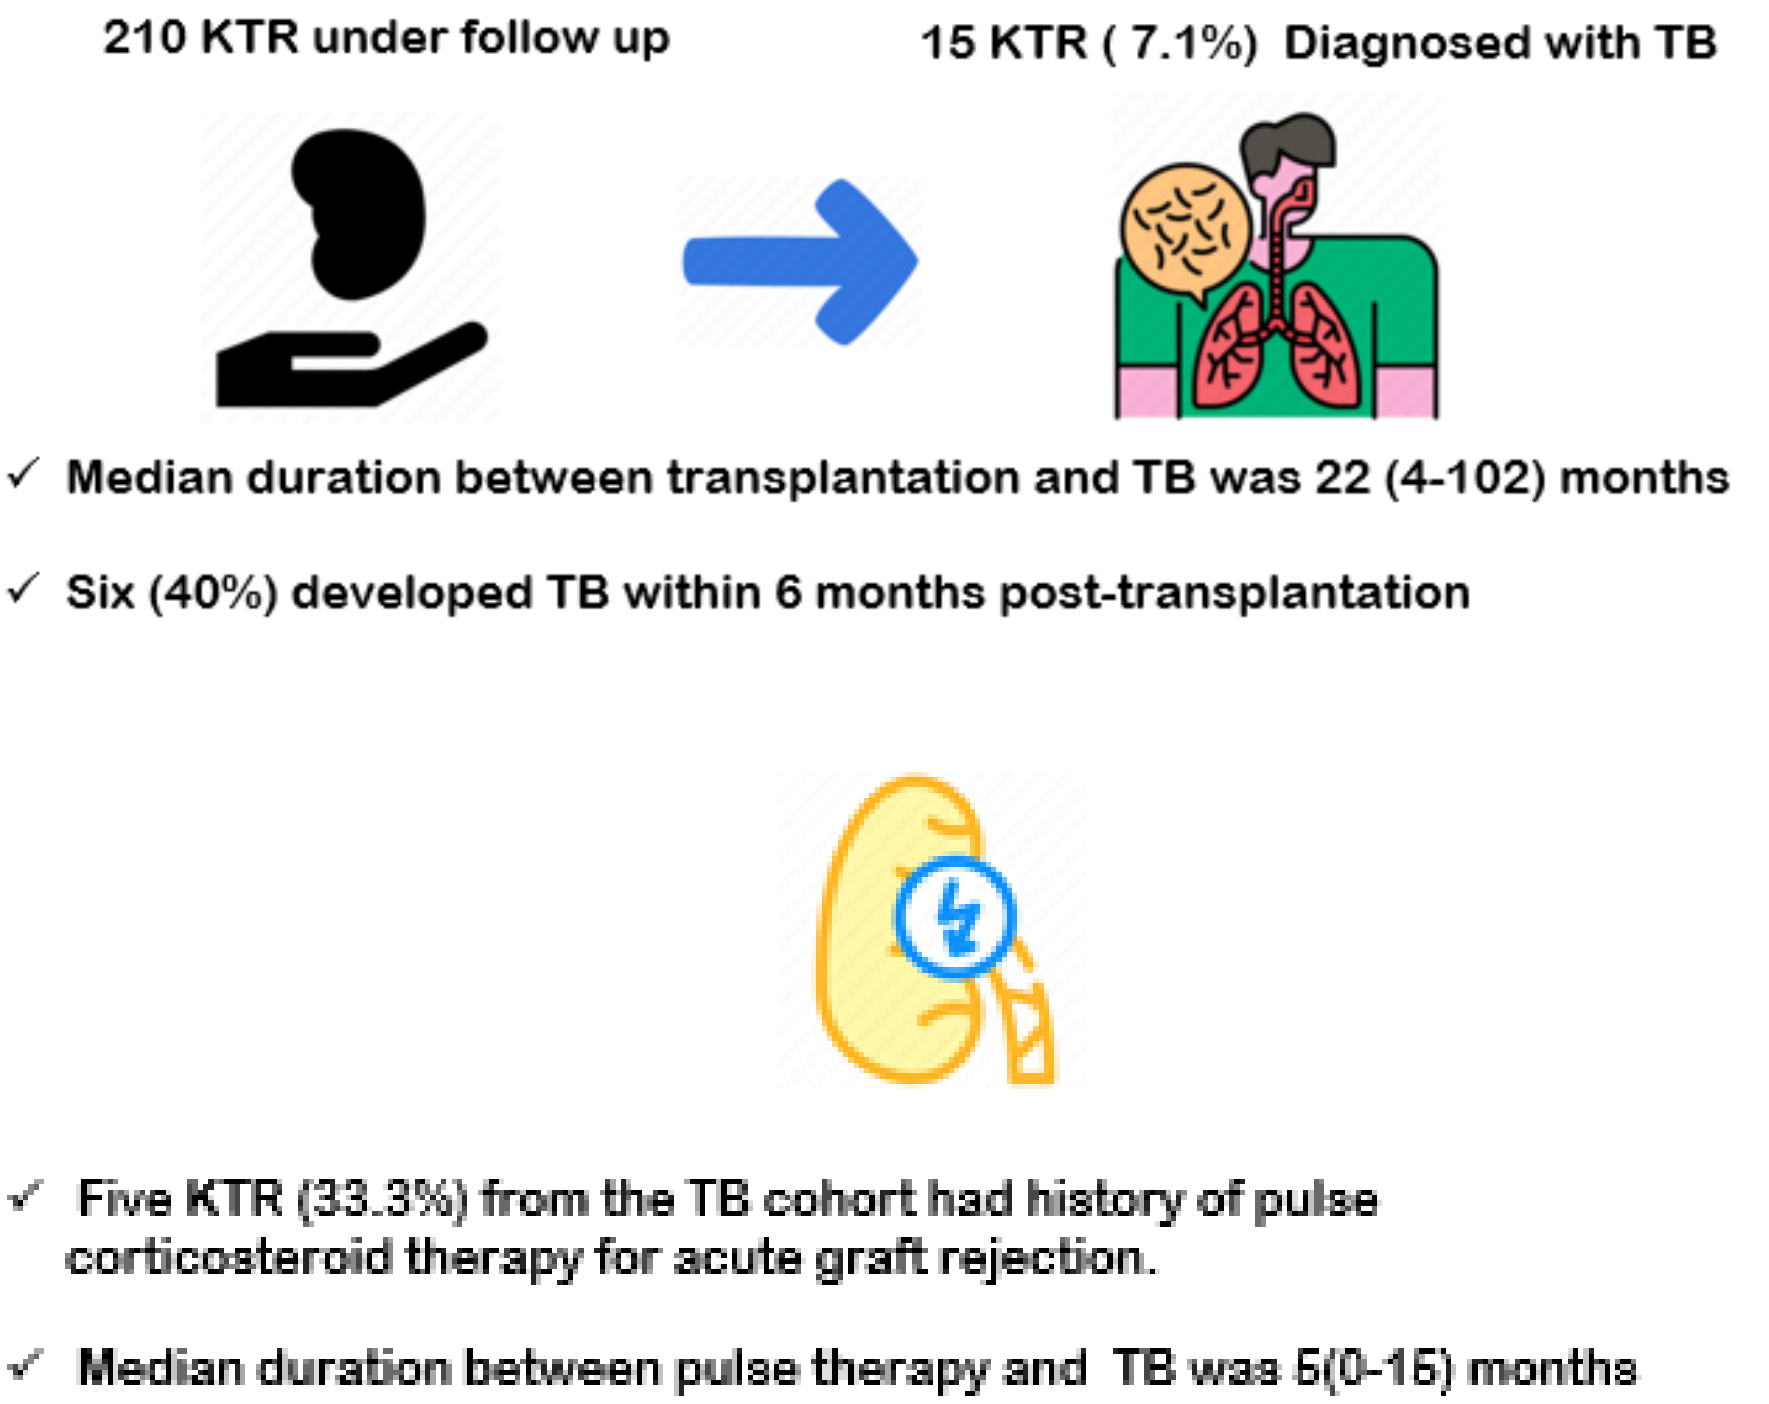 210 KTR under follow up
15 KTR ( 7.1%) Diagnosed with TB
✓ Median duration between transplantation and TB was 22 (4-102) months
✓ Six (40%) developed TB within 6 months post-transplantation
✓ Five KTR (33.3%) from the TB cohort had history of pulse
corticosteroid therapy for acute graft rejection.
✓ Median duration between pulse therapy and TB was 5(0-15) months